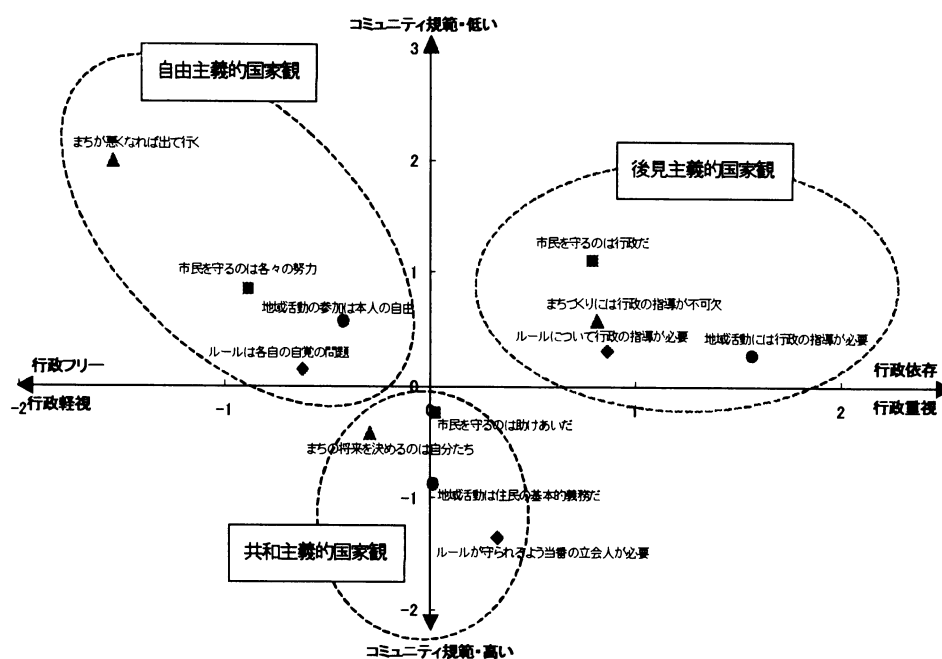 コミュニティ規範・低い
3
自由主義的国家観
まちが悪くなれば出て行く
2
後見主義的国家観
市民を守るのは行政だ
市民を守るのは各々の努力
1
まちづくりには行政の指導が不可欠
地域活動の参加は本人の自由
ルールについて行政の指導が必要
地域活動には行政の指導が必要
ルールは各自の自覚の問題
行政フリー
行政依存
0
-2
行政軽視
-1
0
1
2
行政重視
市民を守るのは助けあいだ
まちの将来を決めるのは自分たち
-1
地域活動は住民の基本的義務だ
共和主義的国家観
ルールが守られるよう当番の立会人が必要
-2
コミュニティ規範・高い